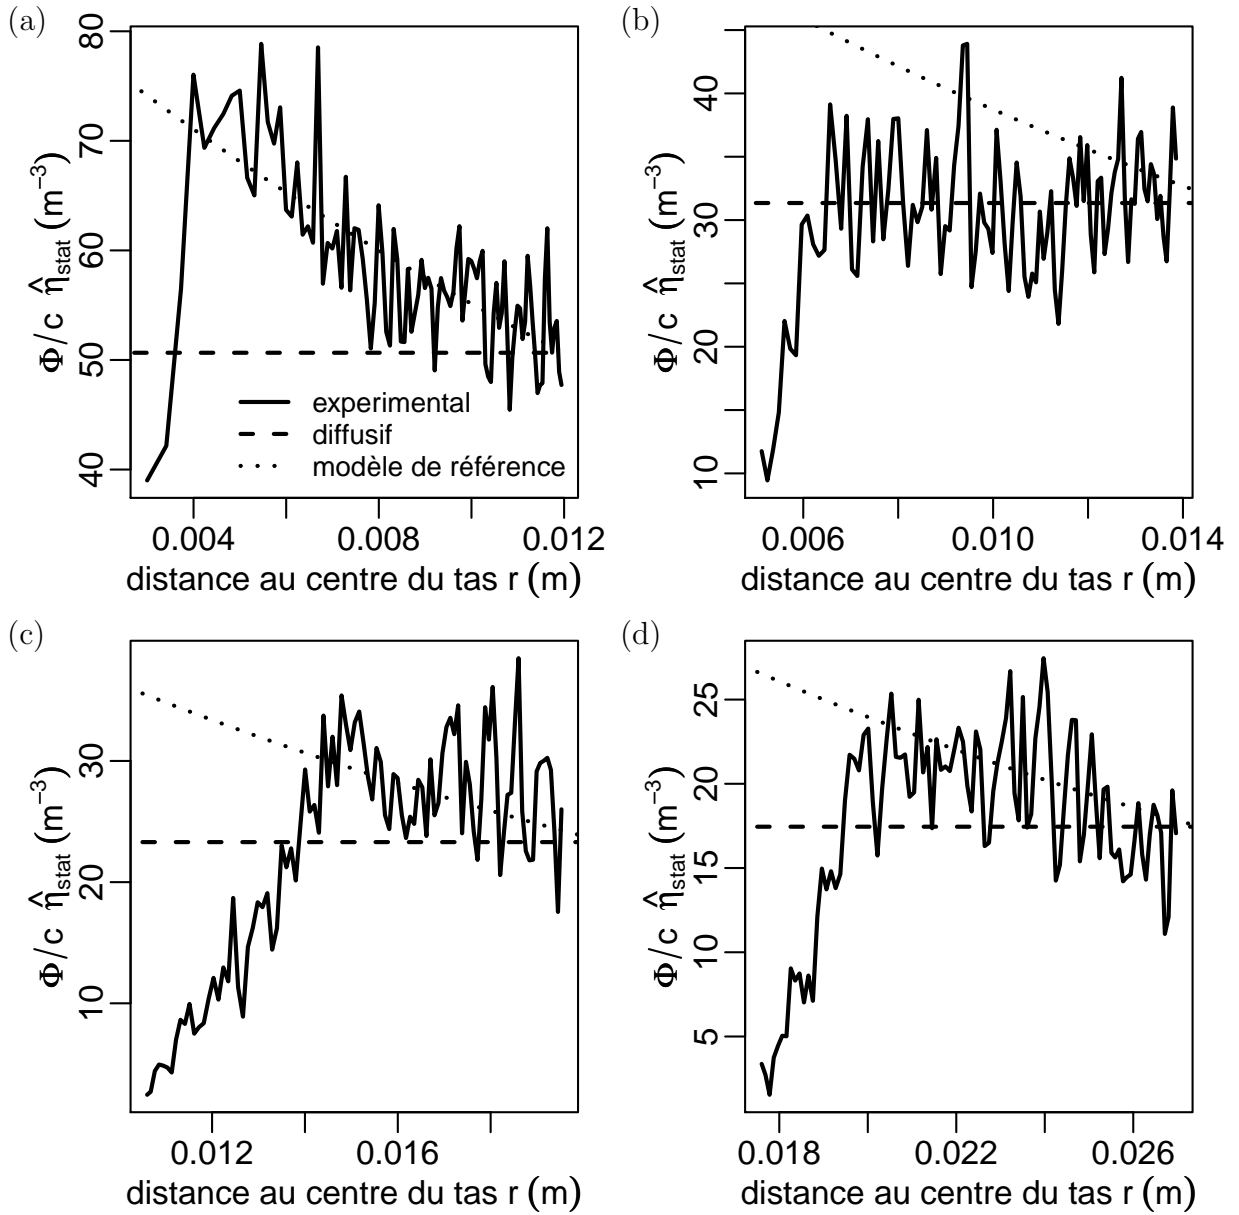 (a)
Φ/c η̂stat (m⁻³)
80
70
60
50
40
experimental
diffusif
modèle de référence
0.004 0.008 0.012
distance au centre du tas r (m)
(b)
Φ/c η̂stat (m⁻³)
40
30
20
10
0.006 0.010 0.014
distance au centre du tas r (m)
(c)
Φ/c η̂stat (m⁻³)
30
20
10
0.012 0.016
distance au centre du tas r (m)
(d)
Φ/c η̂stat (m⁻³)
25
20
15
10
5
0.018 0.022 0.026
distance au centre du tas r (m)